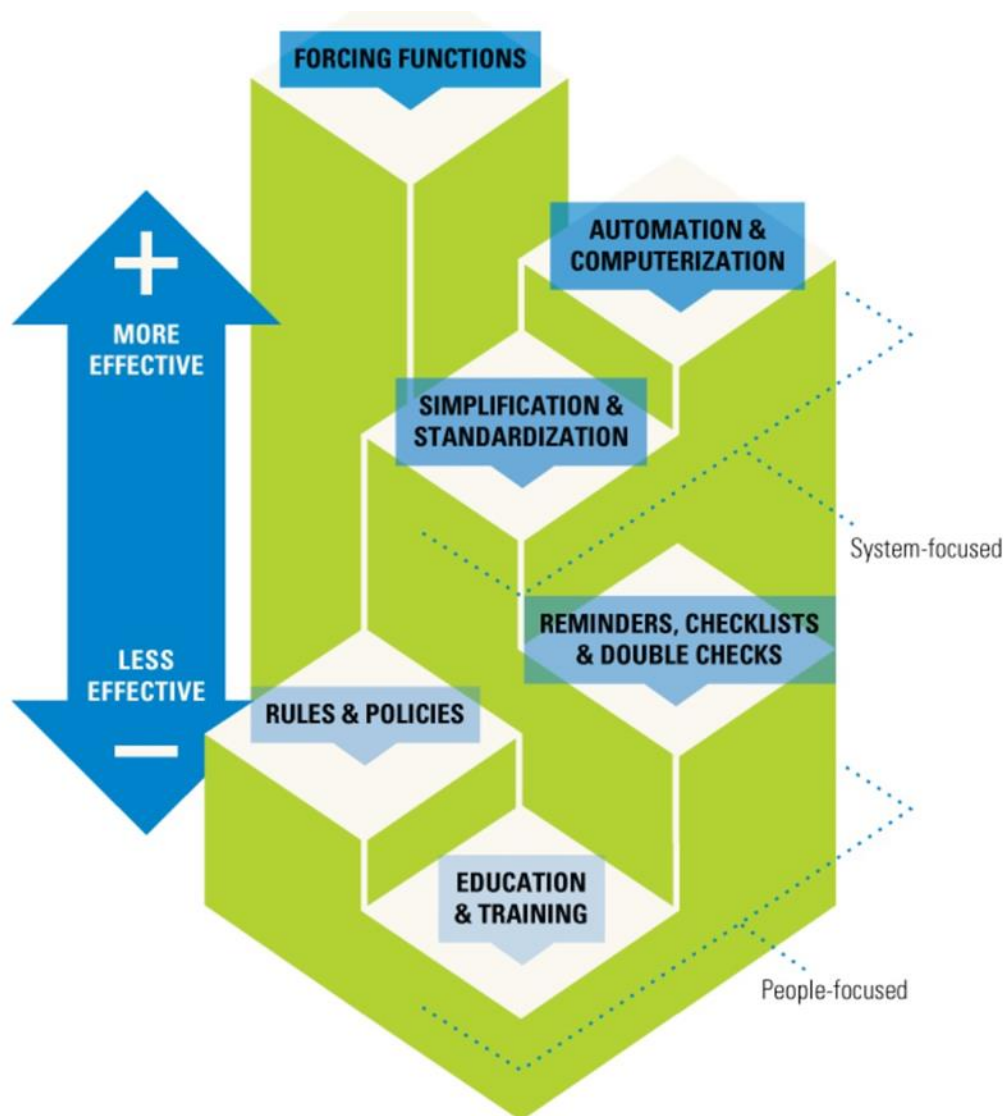 FORCING FUNCTIONS
AUTOMATION &
COMPUTERIZATION
+
MORE
EFFECTIVE
SIMPLIFICATION &
STANDARDIZATION
System-focused
REMINDERS, CHECKLISTS
& DOUBLE CHECKS
LESS
EFFECTIVE
–
RULES & POLICIES
EDUCATION
& TRAINING
People-focused